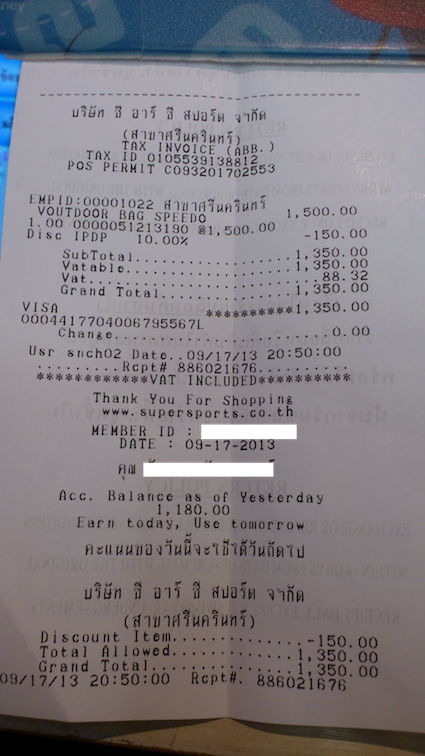 ney
บริษัท ซี อาร์ ซี สปอร์ต จำกัด
(สาขาศรีนครินทร์)
TAX INVOICE (ABB.)
TAX ID 0105539138812
POS PERMIT C093201702553
EMPID:00001022 สาขาศรีนครินทร์
VOUTDOOR BAG SPEEDO 1,500.00
1.00 0000051213190 @1,500.00
Disc IPDP 10.00% -150.00
SubTotal....................1,350.00
Vatable.....................1,350.00
Vat............................88.32
Grand Total.................1,350.00
VISA **********1,350.00
0004417704006795567L
Change.........................0.00
Usr snch02 Date..09/17/13 20:50:00
.........Rcpt# 886021676..........
************VAT INCLUDED**********
Thank You For Shopping
www.supersports.co.th
MEMBER ID :
DATE : 09-17-2013
คุณ
Acc. Balance as of Yesterday
1,180.00
Earn today, Use tomorrow
คะแนนของวันนี้จะใช้ได้วันถัดไป
บริษัท ซี อาร์ ซี สปอร์ต จำกัด
(สาขาศรีนครินทร์)
Discount Item................-150.00
Total Allowed...............1,350.00
Grand Total.................1,350.00
09/17/13 20:50:00 Rcpt#. 886021676